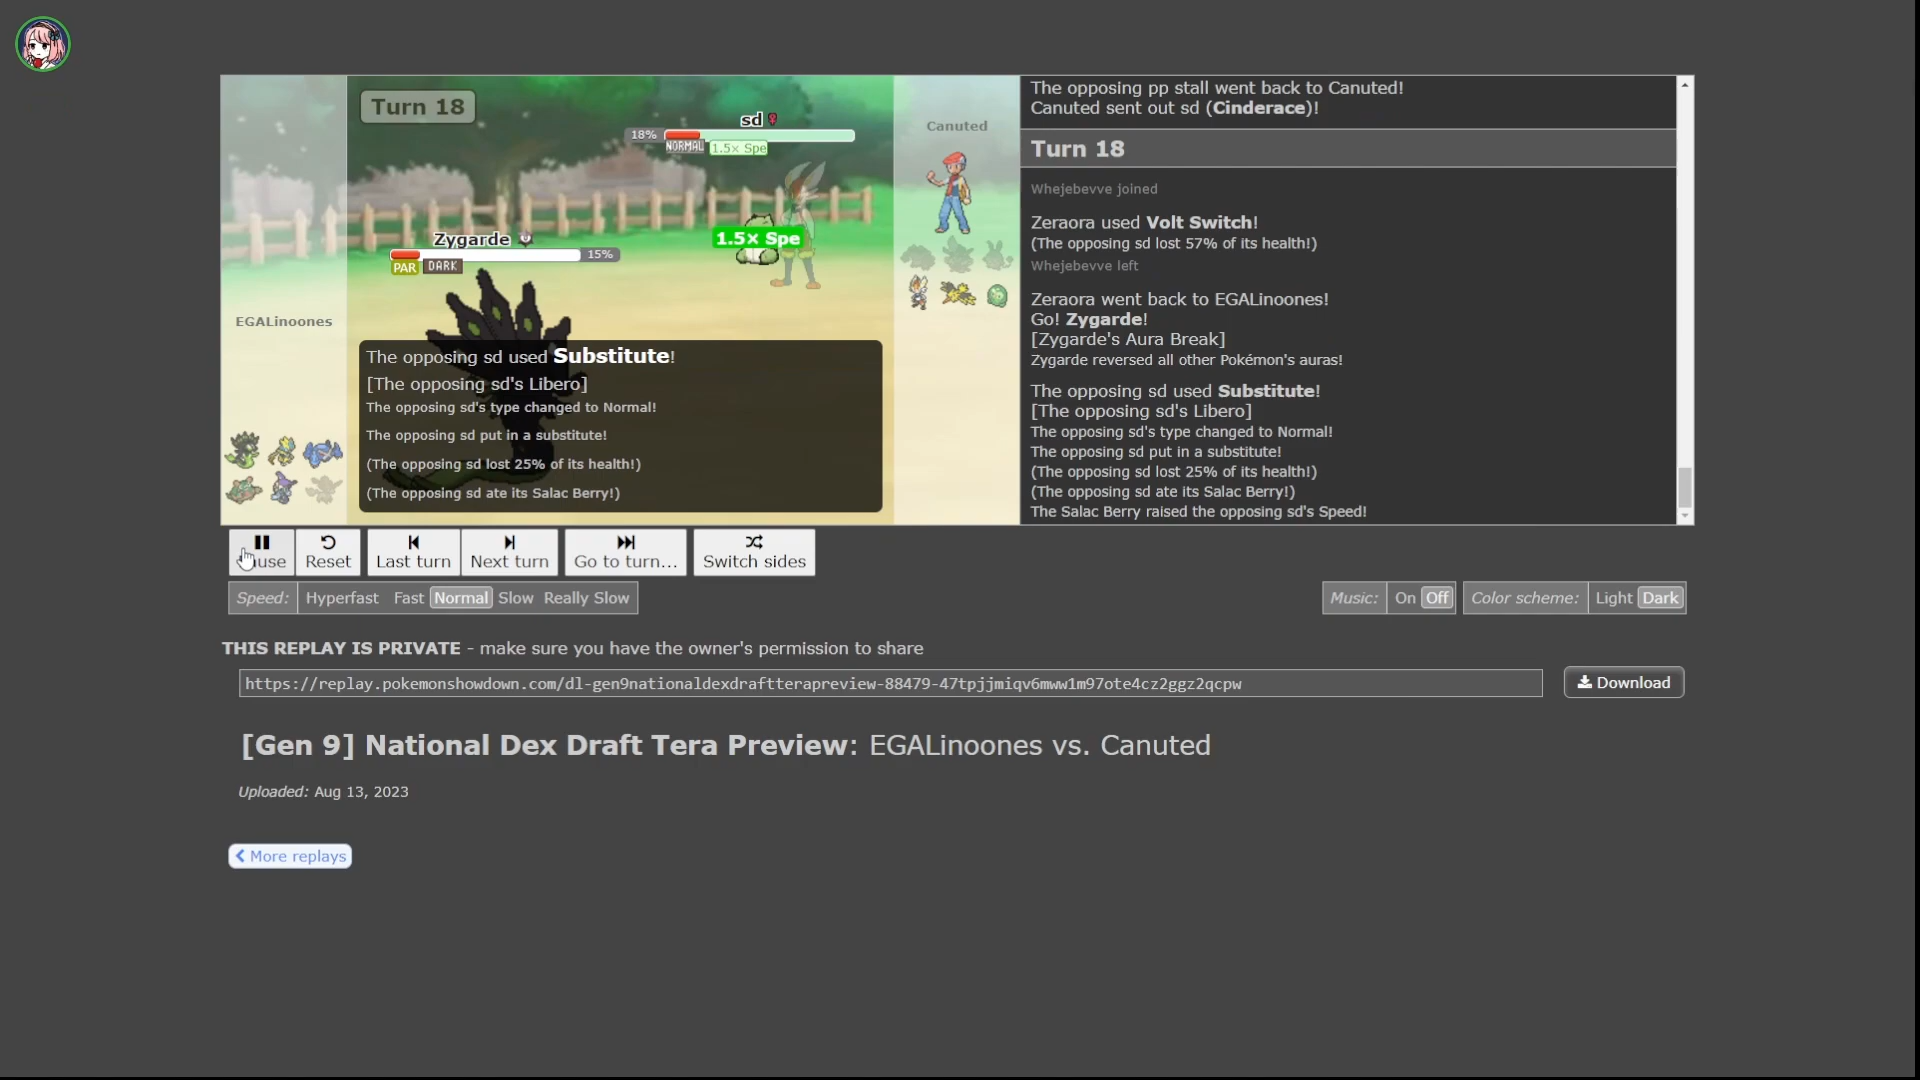 Turn 18
sd
18%
NORMAL 1.5× Spe
1.5× Spe
Zygarde
15%
PAR DARK
EGALinoones
Canuted
The opposing sd used Substitute!
[The opposing sd's Libero]
The opposing sd's type changed to Normal!
The opposing sd put in a substitute!
(The opposing sd lost 25% of its health!)
(The opposing sd ate its Salac Berry!)
The opposing pp stall went back to Canuted!
Canuted sent out sd (Cinderace)!
Turn 18
Whejebevve joined
Zeraora used Volt Switch!
(The opposing sd lost 57% of its health!)
Whejebevve left
Zeraora went back to EGALinoones!
Go! Zygarde!
[Zygarde's Aura Break]
Zygarde reversed all other Pokémon's auras!
The opposing sd used Substitute!
[The opposing sd's Libero]
The opposing sd's type changed to Normal!
The opposing sd put in a substitute!
(The opposing sd lost 25% of its health!)
(The opposing sd ate its Salac Berry!)
The Salac Berry raised the opposing sd's Speed!
Reset Last turn Next turn Go to turn... Switch sides
Speed: Hyperfast Fast Normal Slow Really Slow
Music: On Off Color scheme: Light Dark
THIS REPLAY IS PRIVATE - make sure you have the owner's permission to share
https://replay.pokemonshowdown.com/dl-gen9nationaldexdraftterapreview-88479-47tpjjmiqv6mww1m97ote4cz2ggz2qcpw
Download
[Gen 9] National Dex Draft Tera Preview: EGALinoones vs. Canuted
Uploaded: Aug 13, 2023
More replays